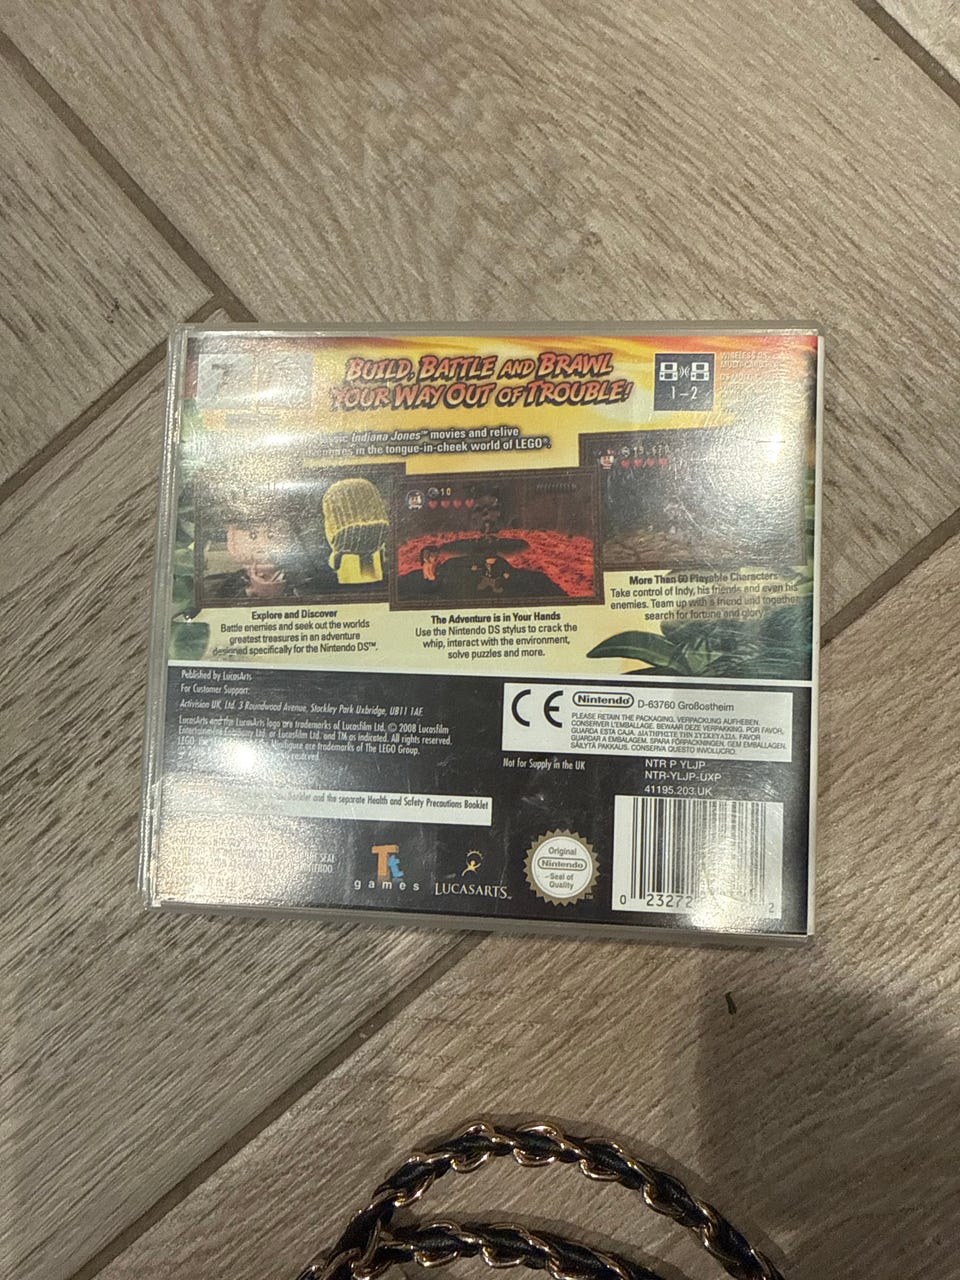 BUILD, BATTLE AND BRAWL
YOUR WAY OUT OF TROUBLE!
1-2
WIRELESS DS
Indiana Jones™ movies and relive
in the tongue-in-cheek world of LEGO®.
10
Explore and Discover
Battle enemies and seek out the worlds
greatest treasures in an adventure
designed specifically for the Nintendo DS™.
The Adventure is in Your Hands
Use the Nintendo DS stylus to crack the
whip, interact with the environment,
solve puzzles and more.
More Than 60 Playable Characters
Take control of Indy, his friends and even his
enemies. Team up with a friend and together
search for fortune and glory
Published by LucasArts
For Customer Support:
Activision UK, Ltd. 3 Roundwood Avenue, Stockley Park Uxbridge, UB11 1AE.
LucasArts and the LucasArts logo are trademarks of Lucasfilm Ltd. © 2008 Lucasfilm
Entertainment Company Ltd. or Lucasfilm Ltd. and TM as indicated. All rights reserved.
LEGO, the minifigure are trademarks of The LEGO Group.
reserved.
CE
Nintendo
D-63760 Großostheim
PLEASE RETAIN THE PACKAGING. VERPACKUNG AUFHEBEN.
CONSERVER L'EMBALLAGE. BEWAAR DEZE VERPAKKING. POR FAVOR,
GUARDA ESTA CAJA. ΔΙΑΤΗΡΗΣΤΕ ΤΗ ΣΥΣΚΕΥΑΣΙΑ. FAVOR
GUARDAR A EMBALAGEM. SPARA FÖRPACKNINGEN. GEM EMBALLAGEN.
SÄILYTÄ PAKKAUS. CONSERVA QUESTO INVOLUCRO.
Not for Supply in the UK
NTR P YLJP
NTR-YLJP-UXP
41195.203.UK
Booklet and the separate Health and Safety Precautions Booklet
SEAL
Tt
games
LUCASARTS™
Original
Nintendo
Seal of
Quality
™
0 23272 2